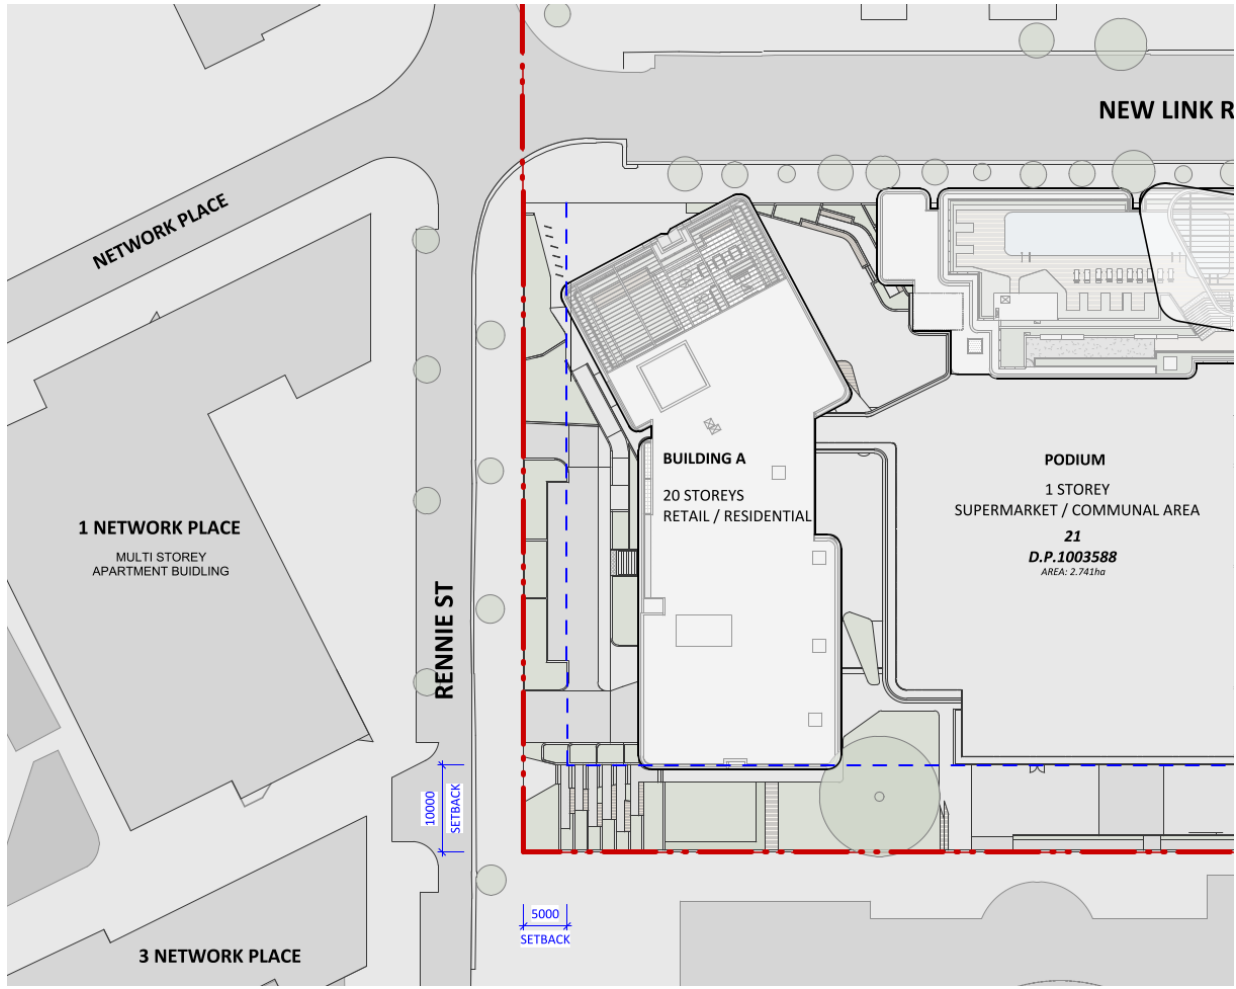 NEW LINK R
NETWORK PLACE
BUILDING A
20 STOREYS
RETAIL / RESIDENTIAL
PODIUM
1 STOREY
SUPERMARKET / COMMUNAL AREA
21
D.P.1003588
AREA: 2.741ha
1 NETWORK PLACE
MULTI STOREY
APARTMENT BUIDLING
RENNIE ST
10000
SETBACK
5000
SETBACK
3 NETWORK PLACE